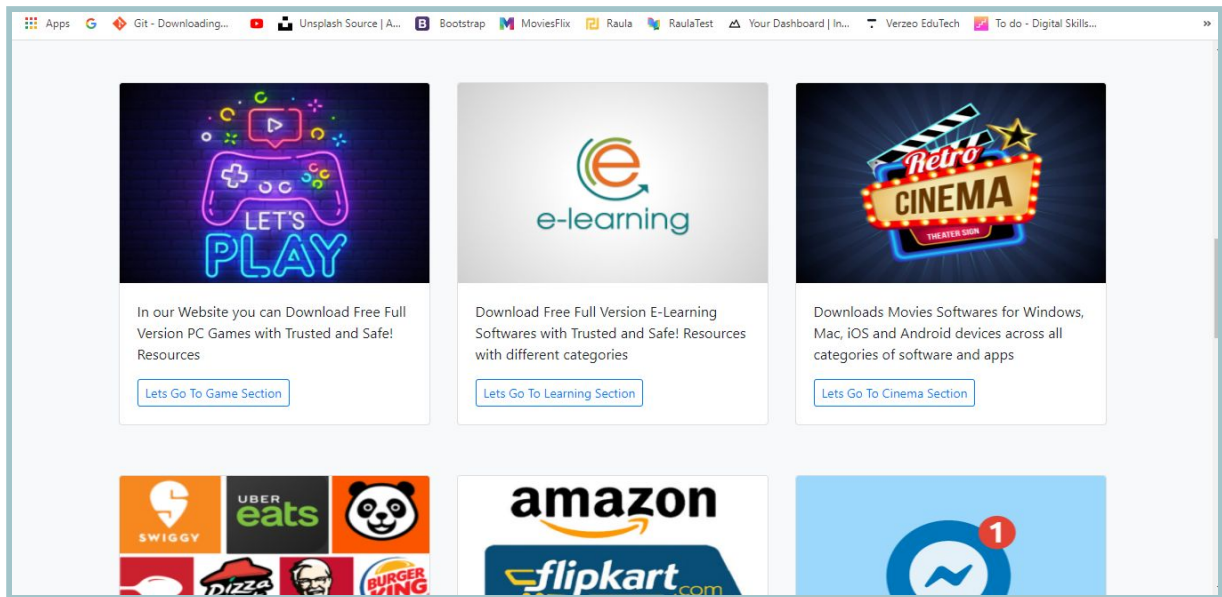 Apps Git - Downloading... Unsplash Source | A... B Bootstrap MoviesFlix Raula RaulaTest Your Dashboard | In... Verzeo EduTech To do - Digital Skills... »
LET'S
PLAY
e
e-learning
Retro
CINEMA
THEATER SIGN
In our Website you can Download Free Full
Version PC Games with Trusted and Safe!
Resources
Lets Go To Game Section
Download Free Full Version E-Learning
Softwares with Trusted and Safe! Resources
with different categories
Lets Go To Learning Section
Downloads Movies Softwares for Windows,
Mac, iOS and Android devices across all
categories of software and apps
Lets Go To Cinema Section
SWIGGY
UBER
eats
Pizza
BURGER
KING
amazon
flipkart.com
1